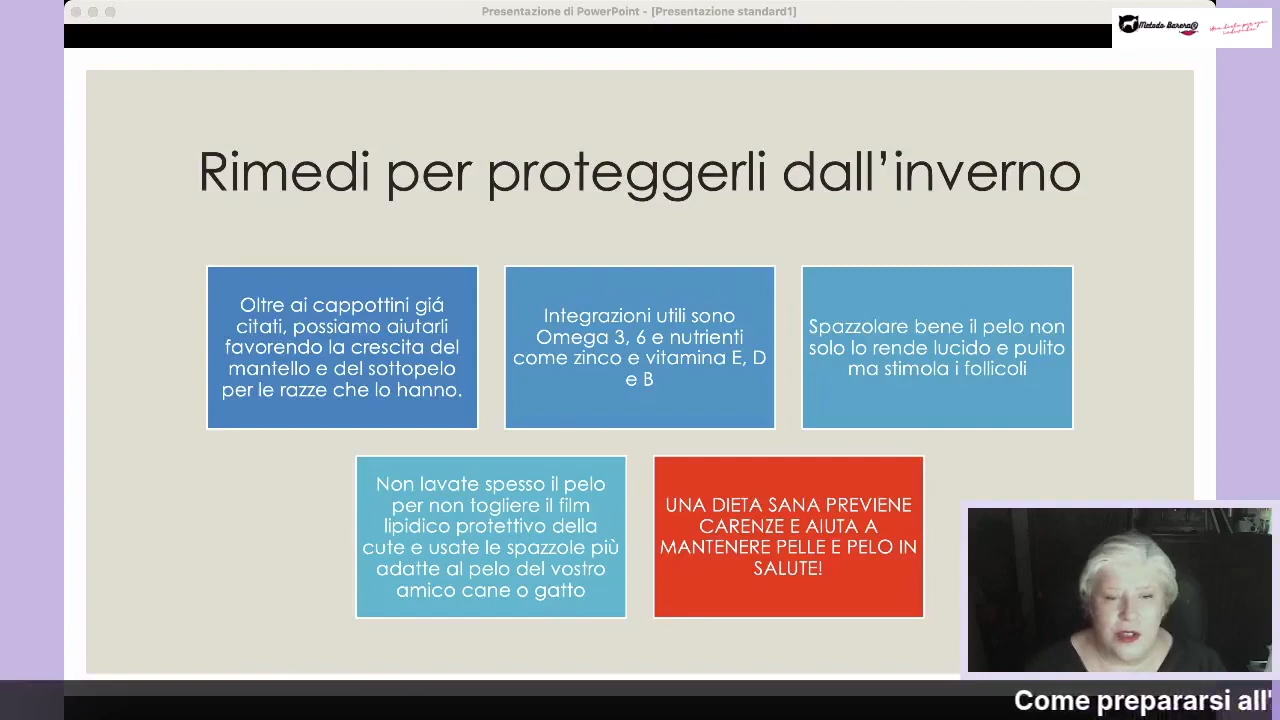 Presentazione di PowerPoint - [Presentazione standard1]
Metodo Barera®
Rimedi per proteggerli dall'inverno
Oltre ai cappottini giá
citati, possiamo aiutarli
favorendo la crescita del
mantello e del sottopelo
per le razze che lo hanno.
Integrazioni utili sono
Omega 3, 6 e nutrienti
come zinco e vitamina E, D
e B
Spazzolare bene il pelo non
solo lo rende lucido e pulito
ma stimola i follicoli
Non lavate spesso il pelo
per non togliere il film
lipidico protettivo della
cute e usate le spazzole più
adatte al pelo del vostro
amico cane o gatto
UNA DIETA SANA PREVIENE
CARENZE E AIUTA A
MANTENERE PELLE E PELO IN
SALUTE!
Come prepararsi all'